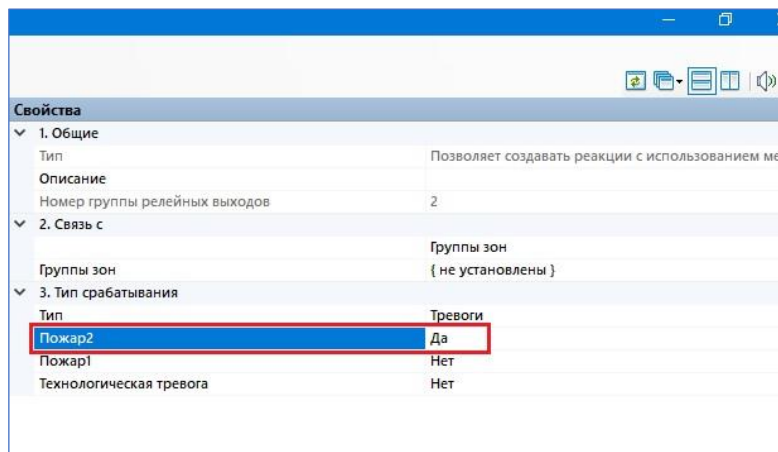 Свойства
1. Общие
Тип Позволяет создавать реакции с использованием ме
Описание
Номер группы релейных выходов 2
2. Связь с
Группы зон
Группы зон { не установлены }
3. Тип срабатывания
Тип Тревоги
Пожар2 Да
Пожар1 Нет
Технологическая тревога Нет